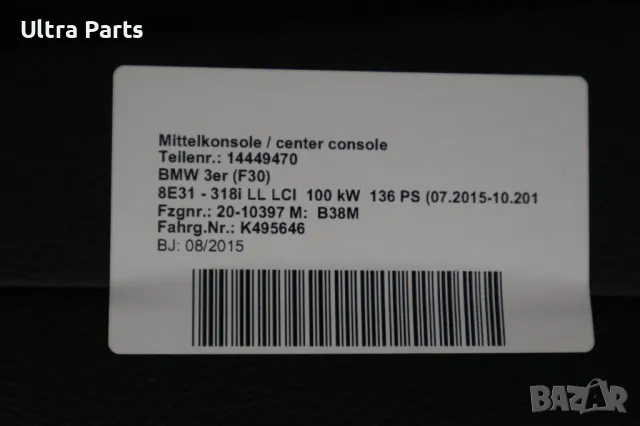 Ultra Parts
Mittelkonsole / center console
Teilenr.: 14449470
BMW 3er (F30)
8E31 - 318i LL LCI 100 kW 136 PS (07.2015-10.201
Fzgnr.: 20-10397 M: B38M
Fahrg.Nr.: K495646
BJ: 08/2015
BAZAR